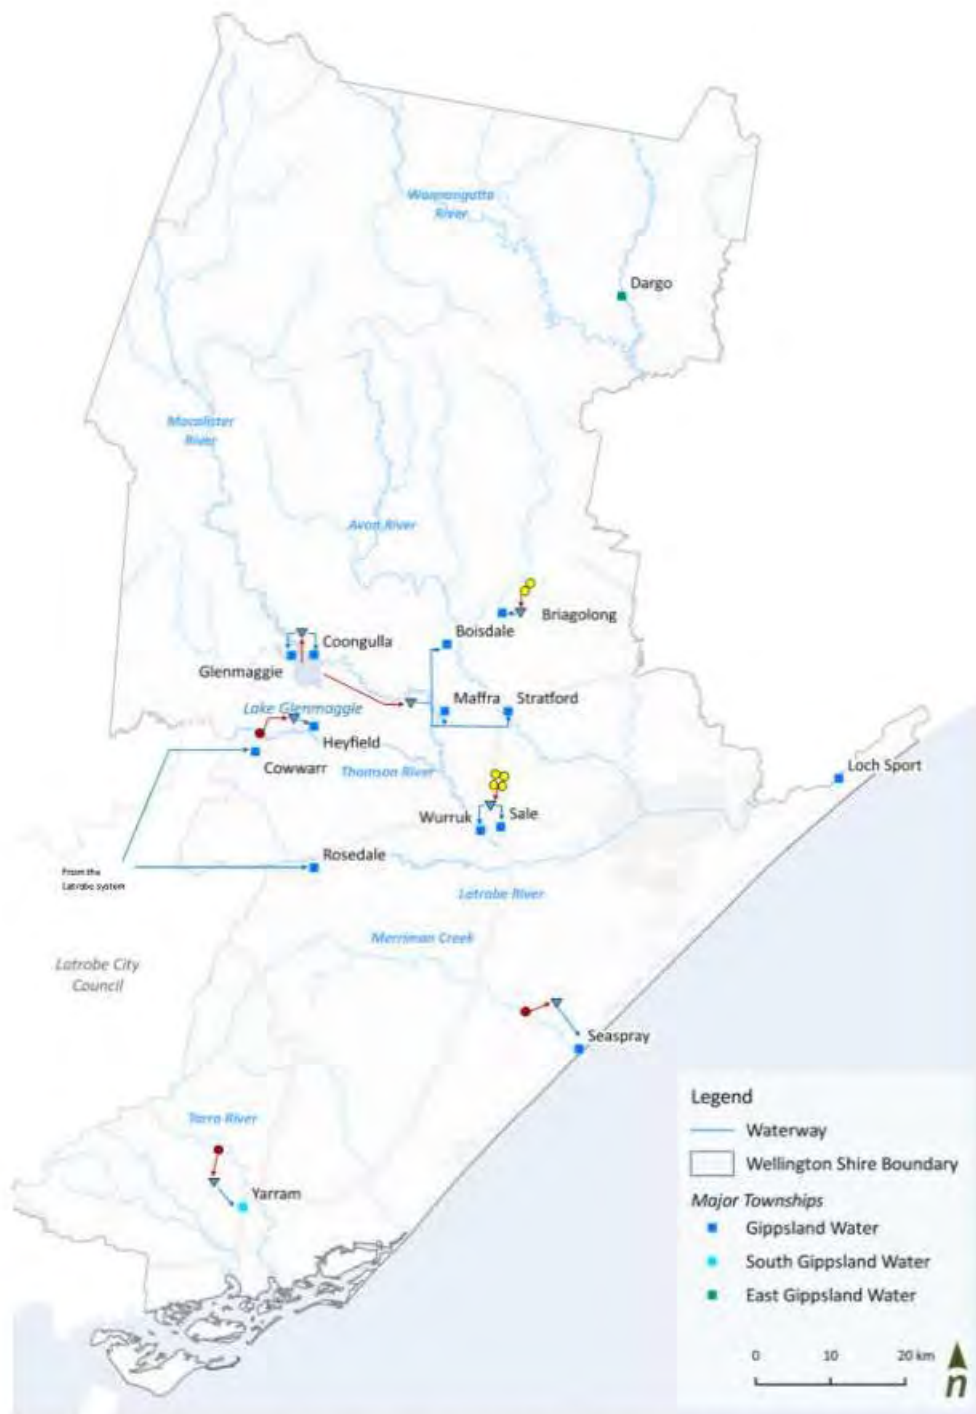 Wonnangatta
River
Dargo
Macalister
River
Avon River
Briagolong
Boisdale
Coongulla
Glenmaggie
Maffra
Stratford
Lake Glenmaggie
Heyfield
Cowwarr
Thomson River
Loch Sport
Wurruk
Sale
Rosedale
From the
Latrobe system
Latrobe River
Merriman Creek
Latrobe City
Council
Seaspray
Tarra River
Yarram
Legend
Waterway
Wellington Shire Boundary
Major Townships
Gippsland Water
South Gippsland Water
East Gippsland Water
0 10 20 km
n